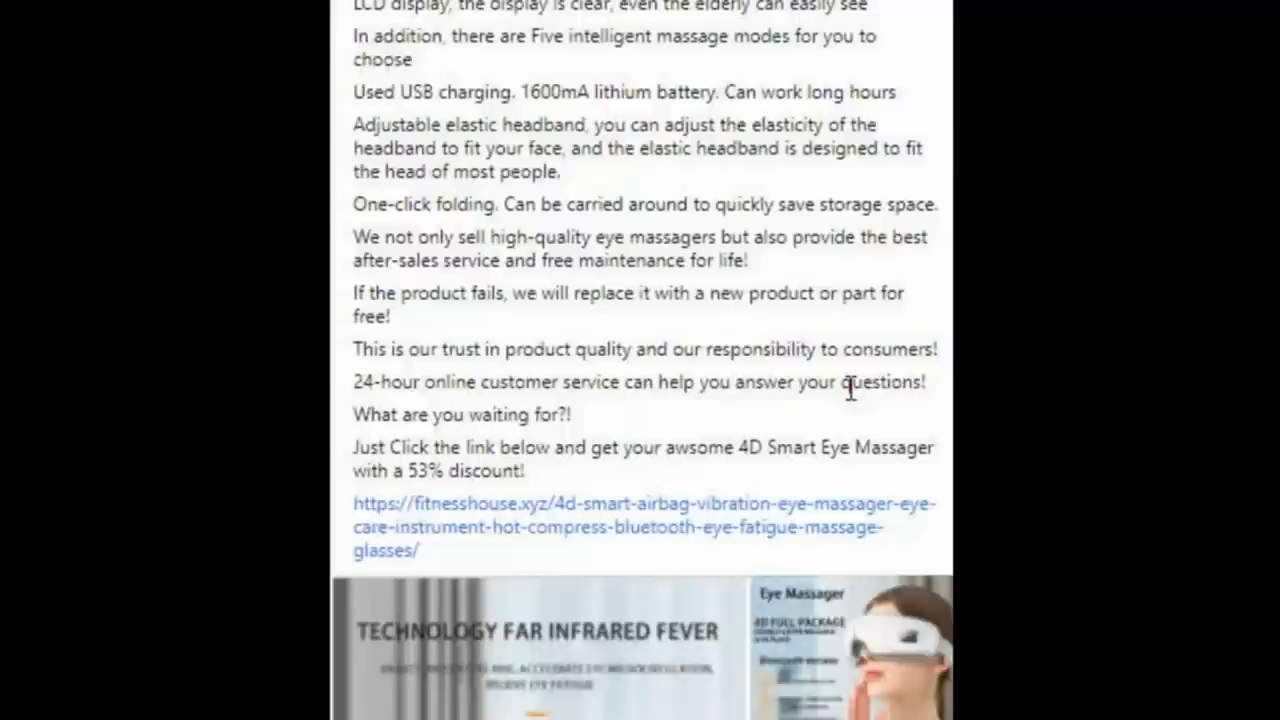 LCD display, the display is clear, even the elderly can easily see
In addition, there are Five intelligent massage modes for you to
choose
Used USB charging. 1600mA lithium battery. Can work long hours
Adjustable elastic headband, you can adjust the elasticity of the
headband to fit your face, and the elastic headband is designed to fit
the head of most people.
One-click folding. Can be carried around to quickly save storage space.
We not only sell high-quality eye massagers but also provide the best
after-sales service and free maintenance for life!
If the product fails, we will replace it with a new product or part for
free!
This is our trust in product quality and our responsibility to consumers!
24-hour online customer service can help you answer your questions!
What are you waiting for?!
Just Click the link below and get your awsome 4D Smart Eye Massager
with a 53% discount!
https://fitnesshouse.xyz/4d-smart-airbag-vibration-eye-massager-eye-
care-instrument-hot-compress-bluetooth-eye-fatigue-massage-
glasses/
TECHNOLOGY FAR INFRARED FEVER
RELIEVE EYE FATIGUE
Eye Massager
4D FULL PACKAGE